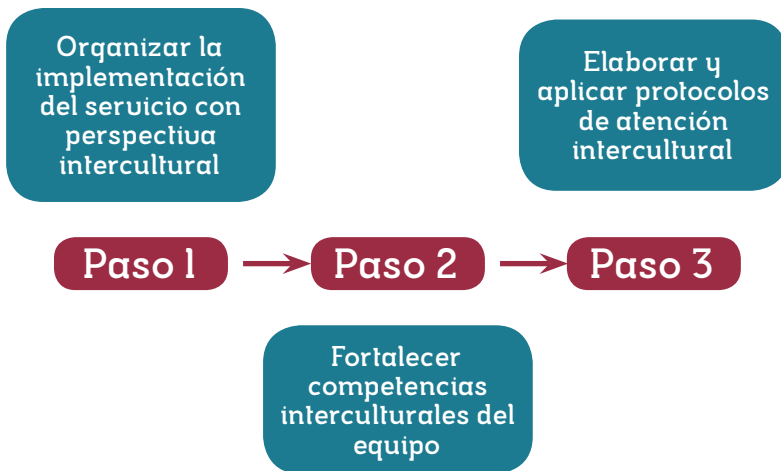 Organizar la
implementación
del servicio con
perspectiva
intercultural
Elaborar y
aplicar protocolos
de atención
intercultural
Paso 1
Paso 2
Paso 3
Fortalecer
competencias
interculturales del
equipo